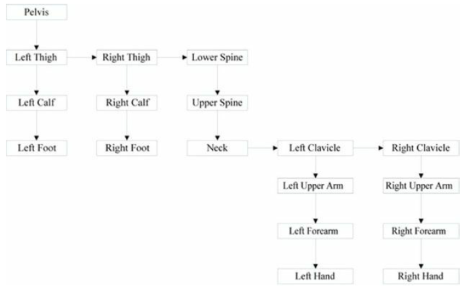 Pelvis
Left Thigh
Right Thigh
Lower Spine
Left Calf
Right Calf
Upper Spine
Left Foot
Right Foot
Neck
Left Clavicle
Right Clavicle
Left Upper Arm
Right Upper Arm
Left Forearm
Right Forearm
Left Hand
Right Hand